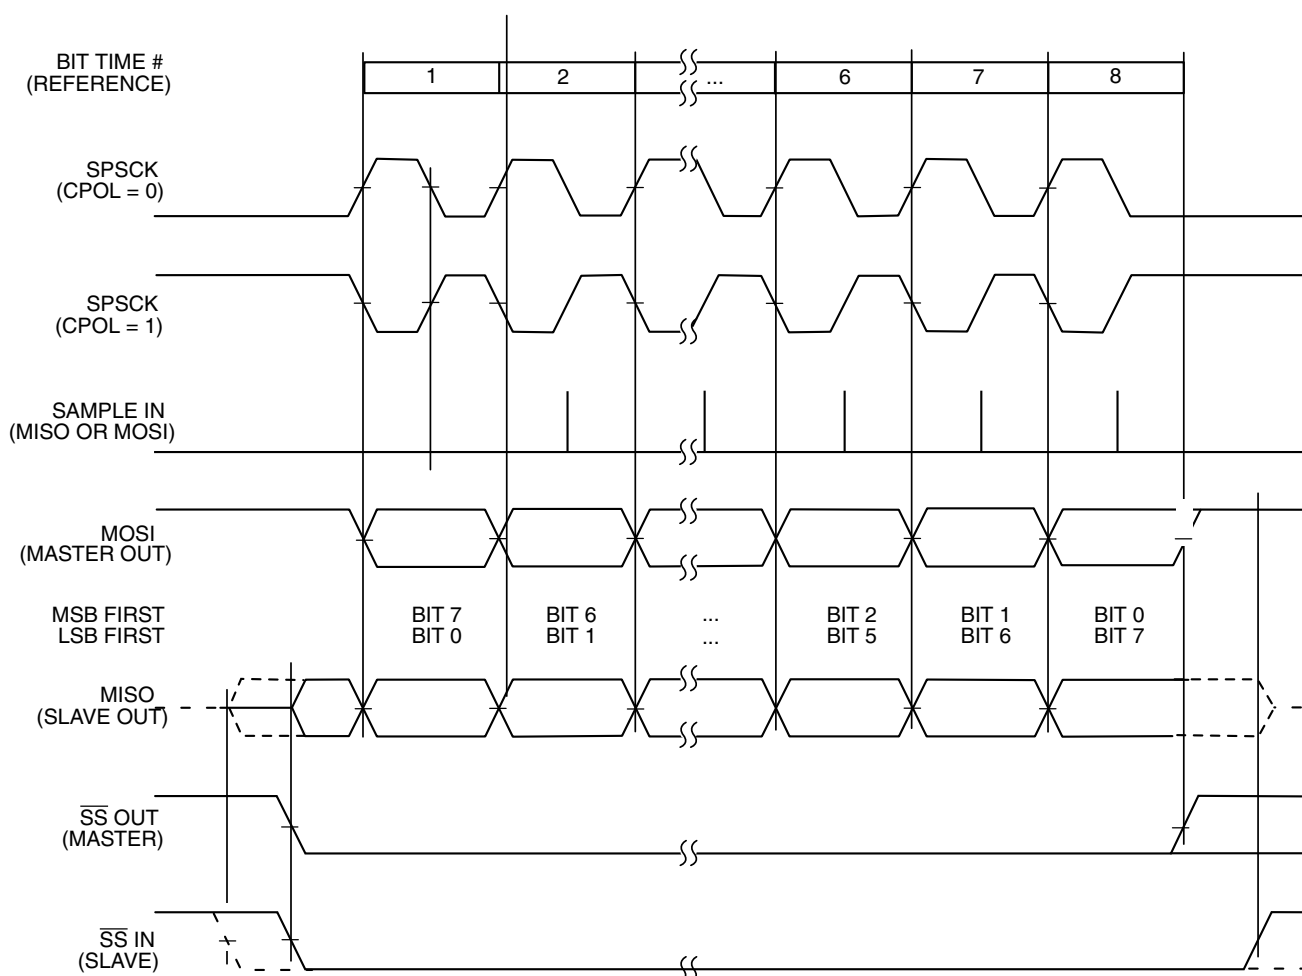 BIT TIME #
(REFERENCE)
1 2 ... 6 7 8
SPSCK
(CPOL = 0)
SPSCK
(CPOL = 1)
SAMPLE IN
(MISO OR MOSI)
MOSI
(MASTER OUT)
MSB FIRST BIT 7 BIT 6 ... BIT 2 BIT 1 BIT 0
LSB FIRST BIT 0 BIT 1 ... BIT 5 BIT 6 BIT 7
MISO
(SLAVE OUT)
S̅S̅ OUT
(MASTER)
S̅S̅ IN
(SLAVE)